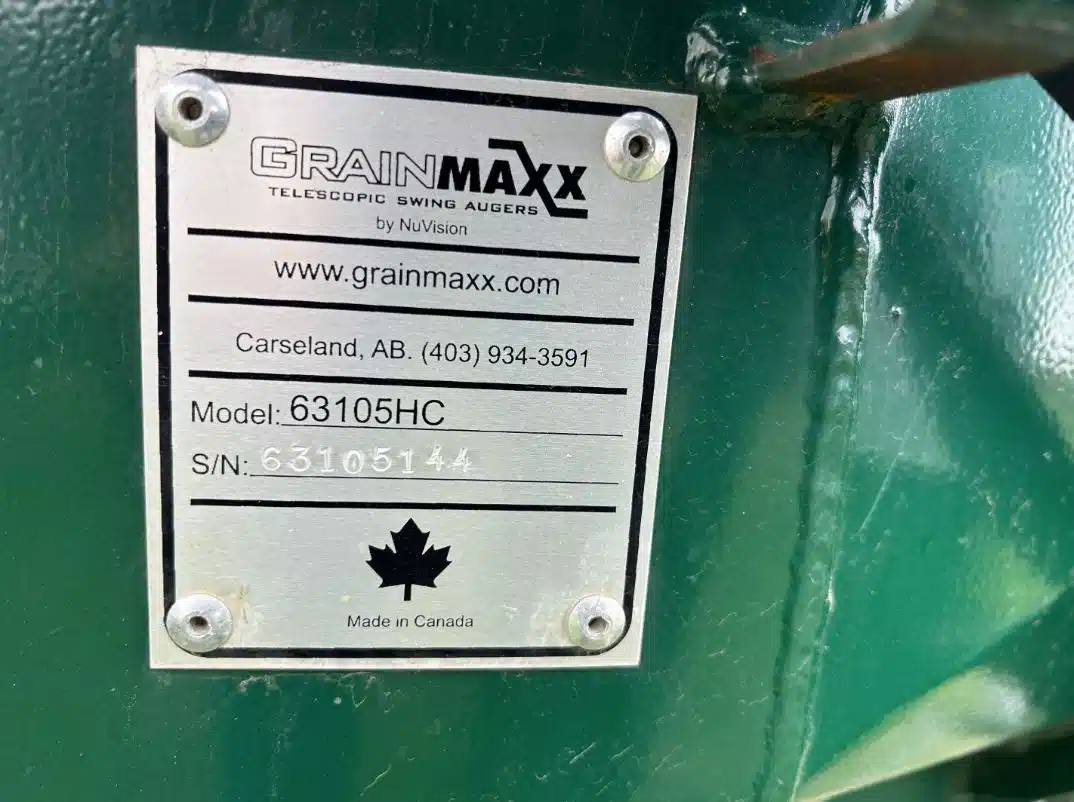 GRAINMAXX
TELESCOPIC SWING AUGERS
by NuVision
www.grainmaxx.com
Carseland, AB. (403) 934-3591
Model: 63105HC
S/N: 63105144
Made in Canada